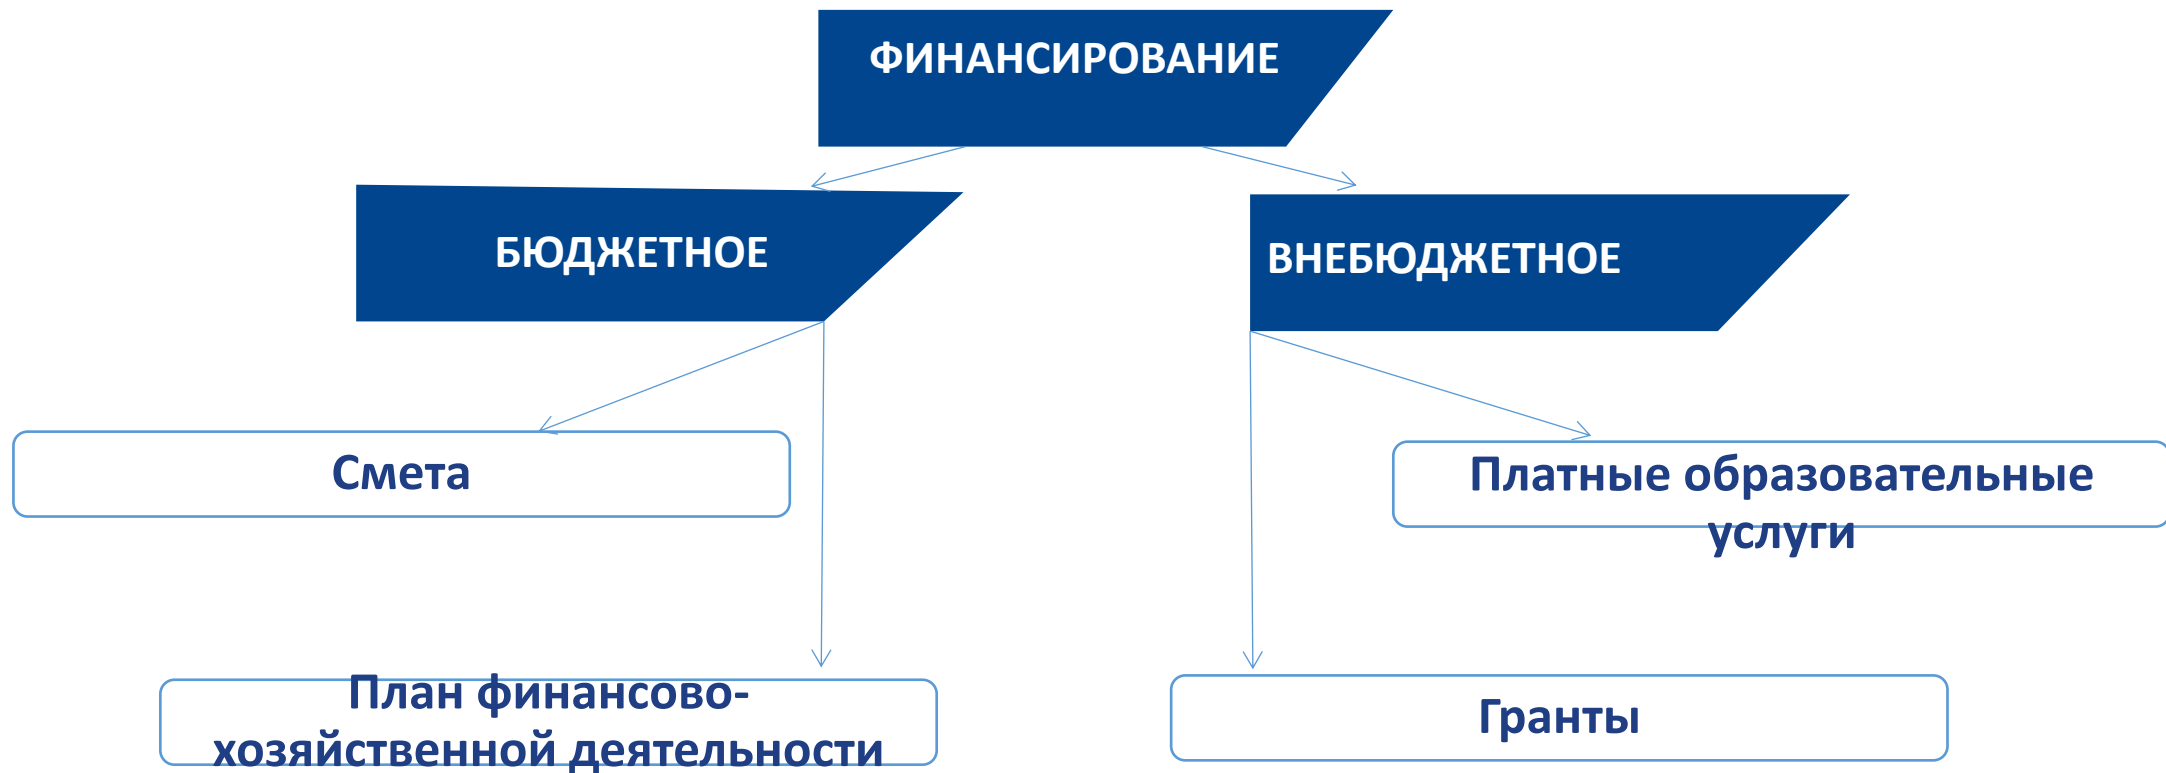 ФИНАНСИРОВАНИЕ
БЮДЖЕТНОЕ
ВНЕБЮДЖЕТНОЕ
Смета
Платные образовательные
услуги
План финансово-
хозяйственной деятельности
Гранты